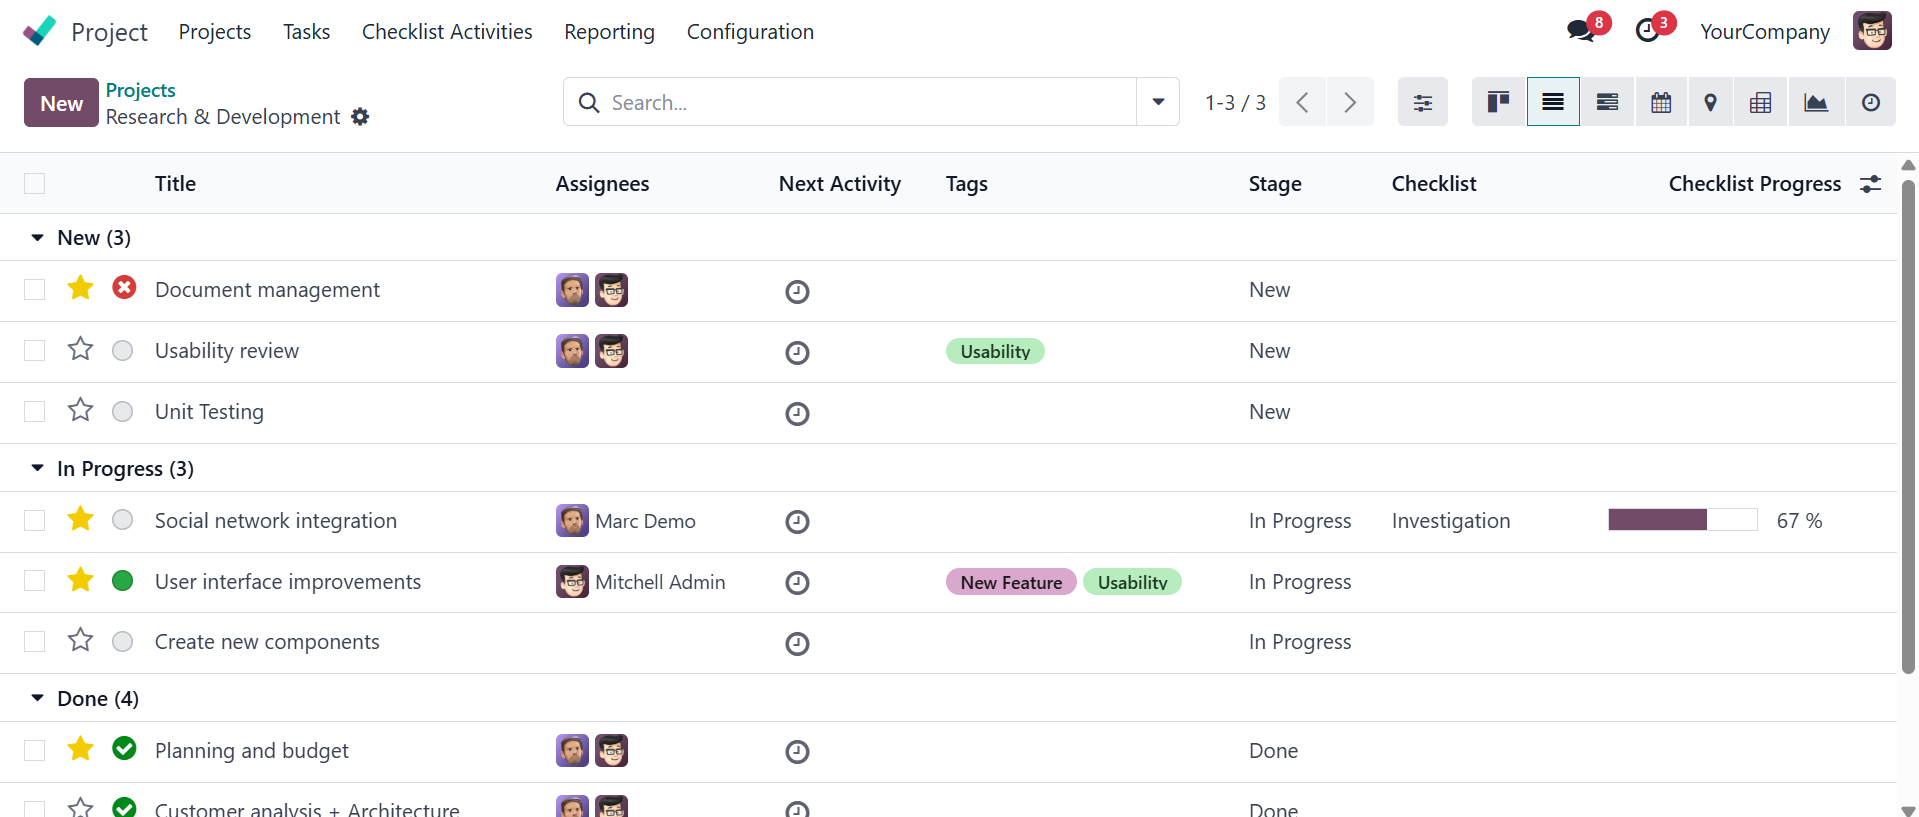 Project Projects Tasks Checklist Activities Reporting Configuration 8 3 YourCompany
New Projects Search... 1-3 / 3
Research & Development
Title Assignees Next Activity Tags Stage Checklist Checklist Progress
New (3)
Document management New
Usability review Usability New
Unit Testing New
In Progress (3)
Social network integration Marc Demo In Progress Investigation 67 %
User interface improvements Mitchell Admin New Feature Usability In Progress
Create new components In Progress
Done (4)
Planning and budget Done
Customer analysis + Architecture Done